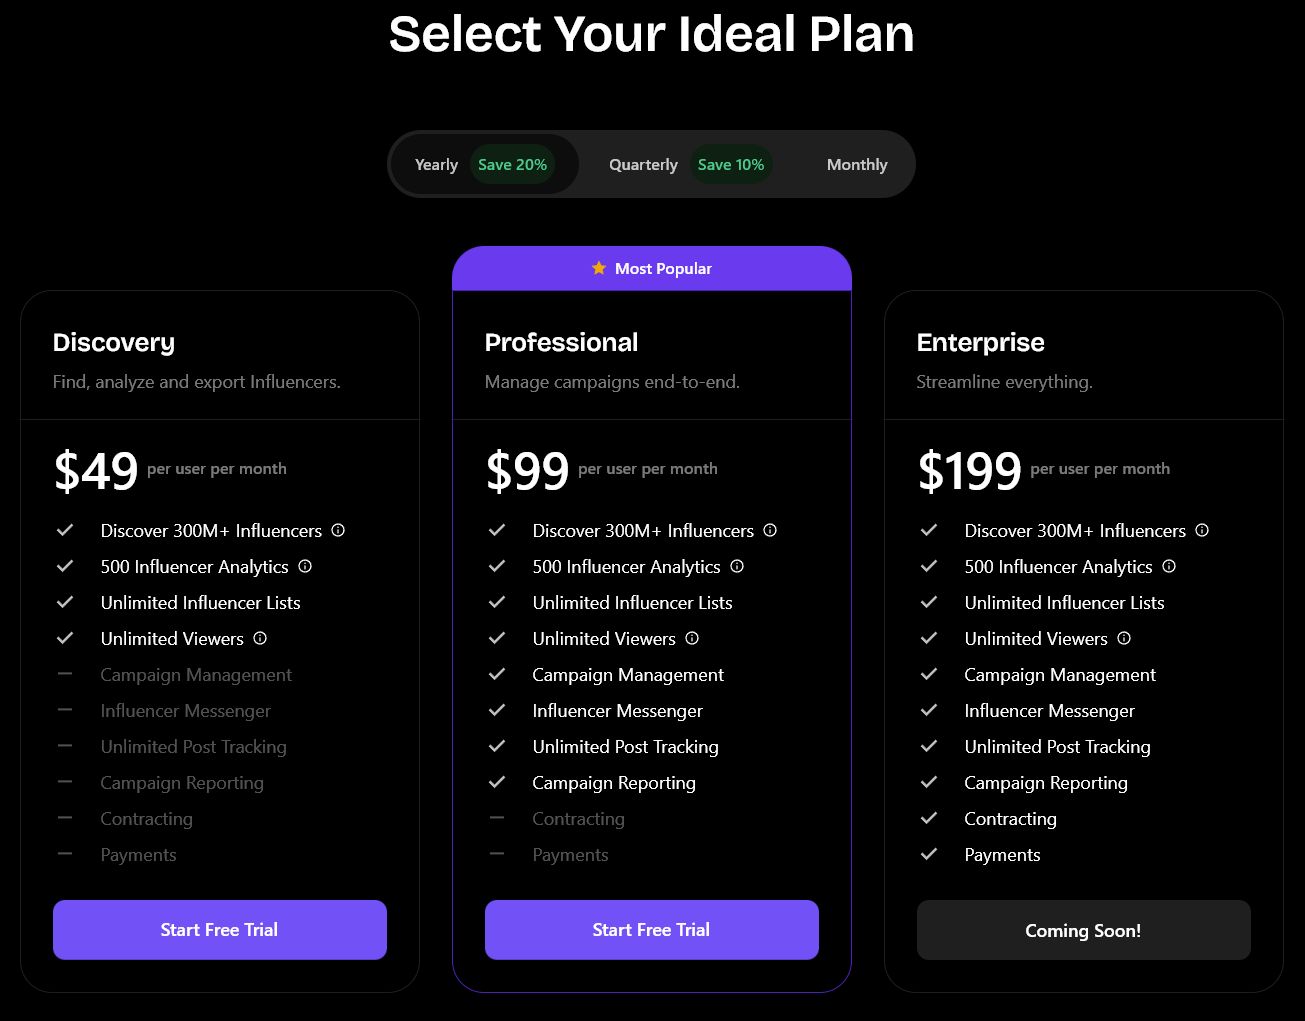 Select Your Ideal Plan
Yearly Save 20% Quarterly Save 10% Monthly
Most Popular
Discovery
Find, analyze and export Influencers.
$49 per user per month
Discover 300M+ Influencers
500 Influencer Analytics
Unlimited Influencer Lists
Unlimited Viewers
Campaign Management
Influencer Messenger
Unlimited Post Tracking
Campaign Reporting
Contracting
Payments
Start Free Trial
Professional
Manage campaigns end-to-end.
$99 per user per month
Discover 300M+ Influencers
500 Influencer Analytics
Unlimited Influencer Lists
Unlimited Viewers
Campaign Management
Influencer Messenger
Unlimited Post Tracking
Campaign Reporting
Contracting
Payments
Start Free Trial
Enterprise
Streamline everything.
$199 per user per month
Discover 300M+ Influencers
500 Influencer Analytics
Unlimited Influencer Lists
Unlimited Viewers
Campaign Management
Influencer Messenger
Unlimited Post Tracking
Campaign Reporting
Contracting
Payments
Coming Soon!